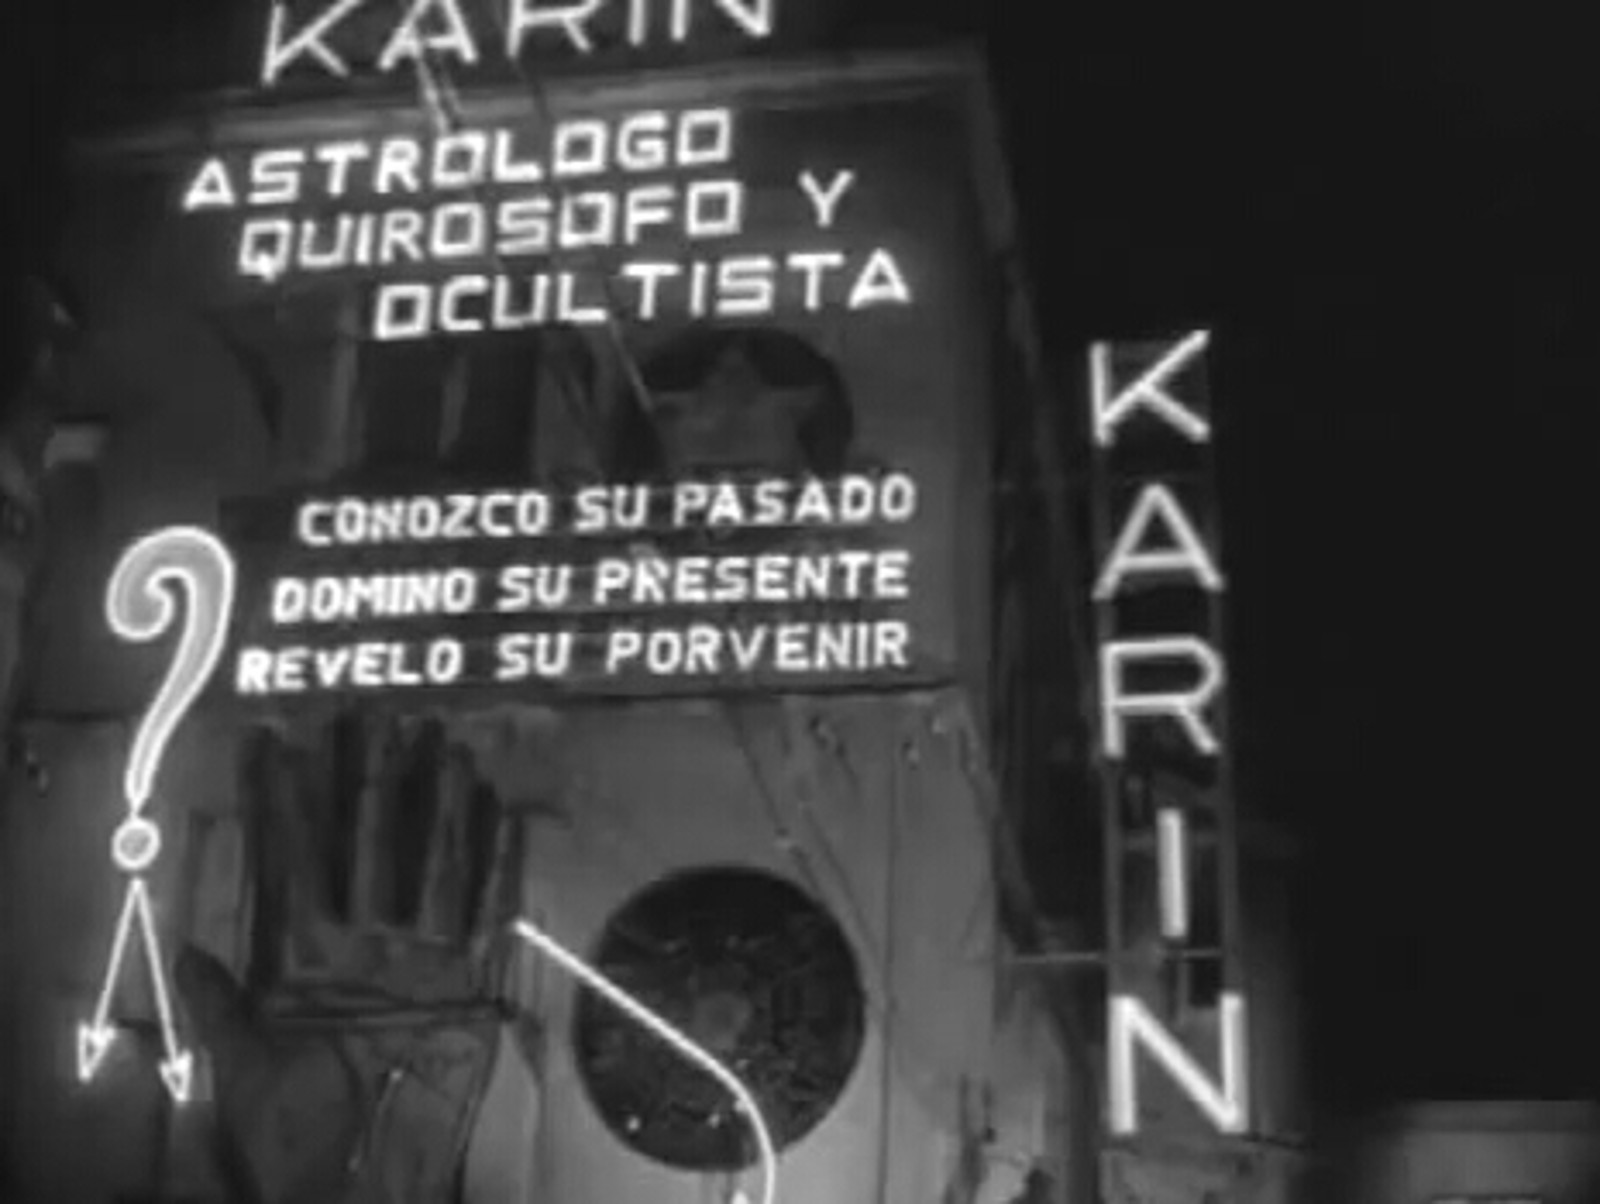 KARIN
ASTROLOGO
QUIROSOFO Y
OCULTISTA
CONOZCO SU PASADO
DOMINO SU PRESENTE
REVELO SU PORVENIR
?
KARIN